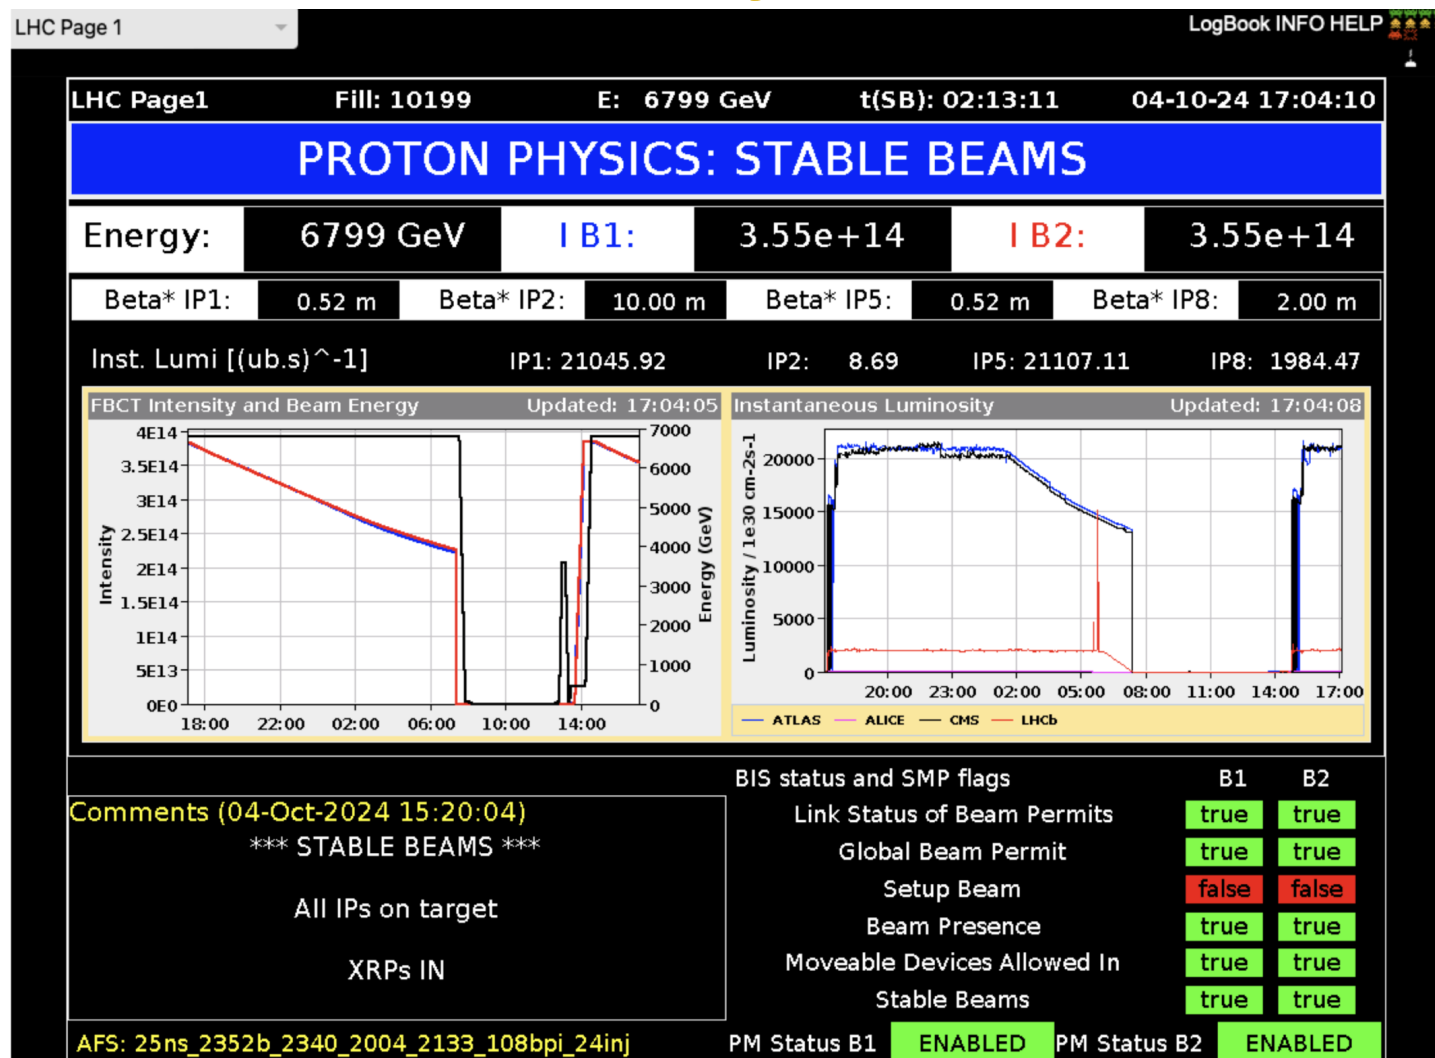 LHC Page 1
LogBook INFO HELP
LHC Page1 Fill: 10199 E: 6799 GeV t(SB): 02:13:11 04-10-24 17:04:10
PROTON PHYSICS: STABLE BEAMS
Energy: 6799 GeV I B1: 3.55e+14 I B2: 3.55e+14
Beta* IP1: 0.52 m Beta* IP2: 10.00 m Beta* IP5: 0.52 m Beta* IP8: 2.00 m
Inst. Lumi [(ub.s)^-1] IP1: 21045.92 IP2: 8.69 IP5: 21107.11 IP8: 1984.47
FBCT Intensity and Beam Energy Updated: 17:04:05
Intensity
4E14
3.5E14
3E14
2.5E14
2E14
1.5E14
1E14
5E13
0E0
7000
6000
5000
4000
3000
2000
1000
0
Energy (GeV)
18:00 22:00 02:00 06:00 10:00 14:00
Instantaneous Luminosity Updated: 17:04:08
Luminosity / 1e30 cm-2s-1
20000
15000
10000
5000
0
20:00 23:00 02:00 05:00 08:00 11:00 14:00 17:00
ATLAS ALICE CMS LHCb
Comments (04-Oct-2024 15:20:04)
*** STABLE BEAMS ***
All IPs on target
XRPs IN
BIS status and SMP flags B1 B2
Link Status of Beam Permits true true
Global Beam Permit true true
Setup Beam false false
Beam Presence true true
Moveable Devices Allowed In true true
Stable Beams true true
AFS: 25ns_2352b_2340_2004_2133_108bpi_24inj
PM Status B1 ENABLED PM Status B2 ENABLED